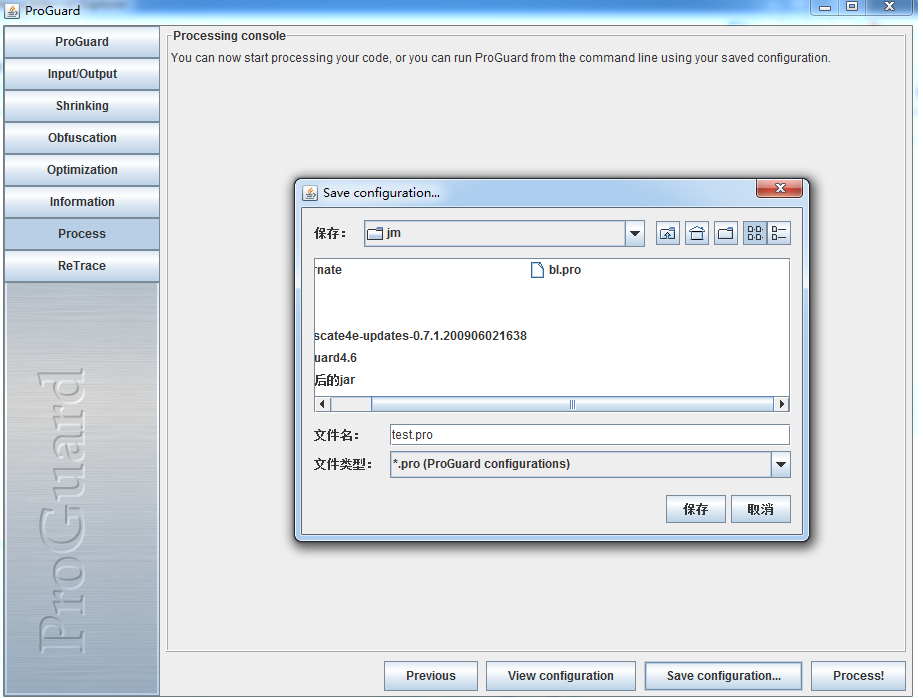 ProGuard
ProGuard
Input/Output
Shrinking
Obfuscation
Optimization
Information
Process
ReTrace
ProGuard
Processing console
You can now start processing your code, or you can run ProGuard from the command line using your saved configuration.
Save configuration...
保存：
jm
rnate
bl.pro
scate4e-updates-0.7.1.200906021638
uard4.6
后的jar
文件名：
test.pro
文件类型：
*.pro (ProGuard configurations)
保存
取消
Previous
View configuration
Save configuration...
Process!